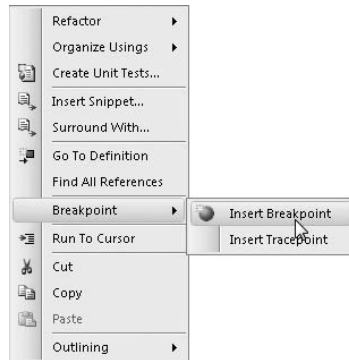 Refactor
Organize Usings
Create Unit Tests...
Insert Snippet...
Surround With...
Go To Definition
Find All References
Breakpoint
Insert Breakpoint
Run To Cursor
Insert Tracepoint
Cut
Copy
Paste
Outlining